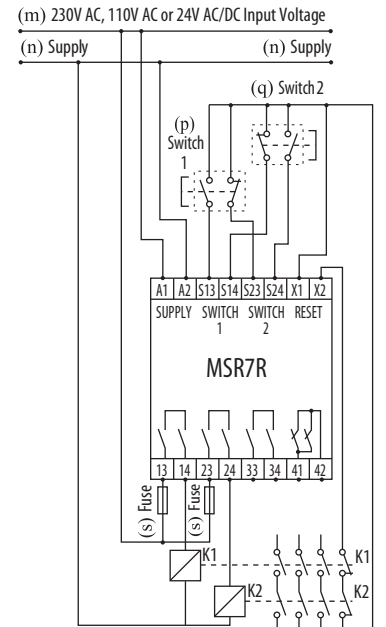 (m) 230V AC, 110V AC or 24V AC/DC Input Voltage
(n) Supply
(n) Supply
(q) Switch 2
(p)
Switch
1
A1 A2 S13 S14 S23 S24 X1 X2
SUPPLY SWITCH SWITCH RESET
1 2
MSR7R
13 14 23 24 33 34 41 42
(s) Fuse
(s) Fuse
K1
K1
K2
K2